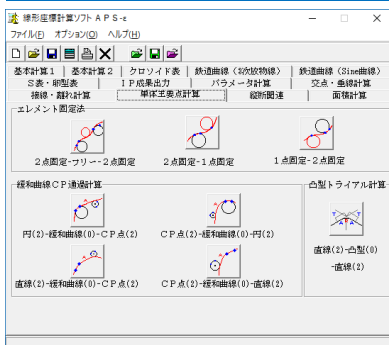 線形座標計算ソフトＡＰＳ-ε
ファイル(F) オプション(O) ヘルプ(H)
基本計算１ 基本計算２ クロソイド表 鉄道曲線（３次放物線） 鉄道曲線（Sine曲線）
Ｓ表・卵型表 ＩＰ成果出力 パラメータ計算 交点・垂線計算
接線・離れ計算 単体主要点計算 縦断関連 面積計算
エレメント固定法
２点固定-フリー-２点固定 ２点固定-１点固定 １点固定-２点固定
緩和曲線ＣＰ通過計算 凸型トライアル計算
円(2)-緩和曲線(0)-ＣＰ点(2) ＣＰ点(2)-緩和曲線(0)-円(2)
直線(2)-凸型(0)
-直線(2)
直線(2)-緩和曲線(0)-ＣＰ点(2) ＣＰ点(2)-緩和曲線(0)-直線(2)